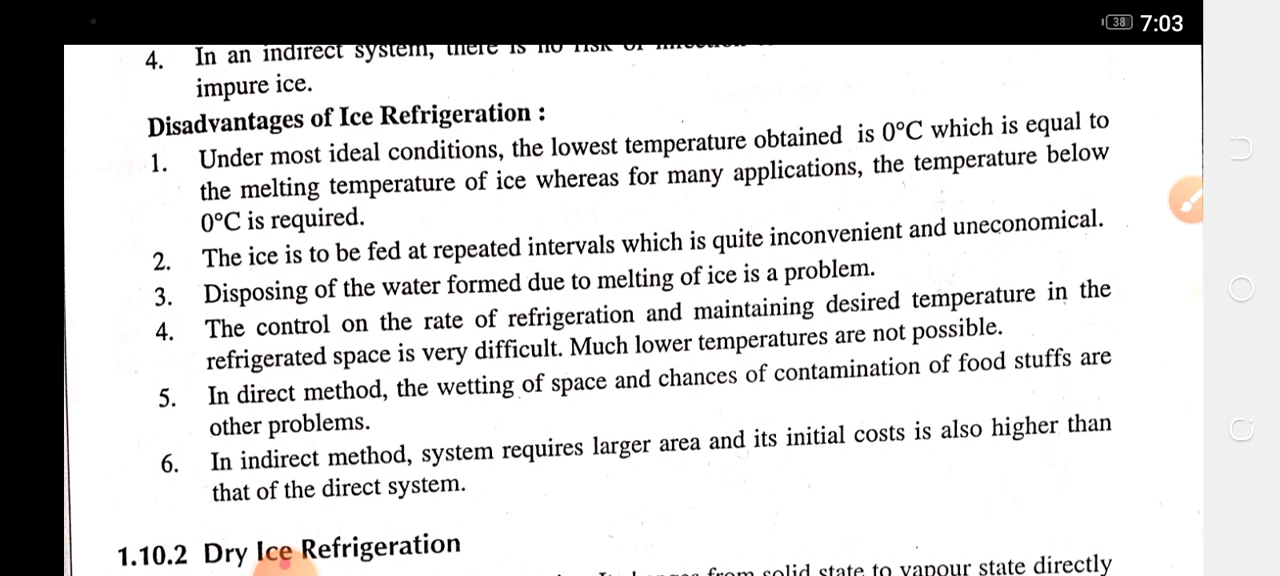 38 7:03
4. In an indirect system, there is no risk of
impure ice.
Disadvantages of Ice Refrigeration :
1. Under most ideal conditions, the lowest temperature obtained is 0°C which is equal to
the melting temperature of ice whereas for many applications, the temperature below
0°C is required.
2. The ice is to be fed at repeated intervals which is quite inconvenient and uneconomical.
3. Disposing of the water formed due to melting of ice is a problem.
4. The control on the rate of refrigeration and maintaining desired temperature in the
refrigerated space is very difficult. Much lower temperatures are not possible.
5. In direct method, the wetting of space and chances of contamination of food stuffs are
other problems.
6. In indirect method, system requires larger area and its initial costs is also higher than
that of the direct system.
1.10.2 Dry Ice Refrigeration
from solid state to vapour state directly